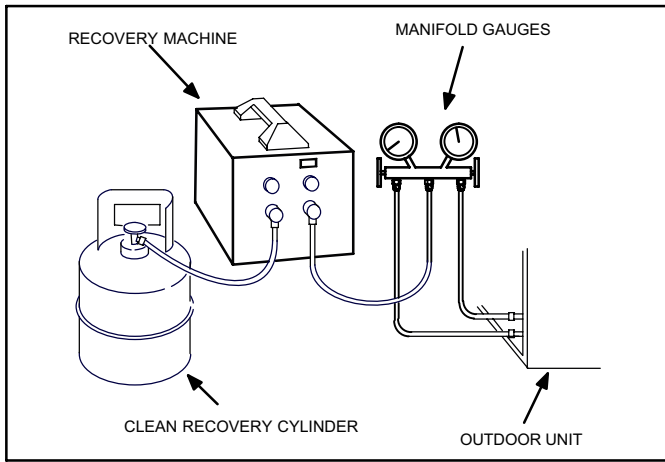 RECOVERY MACHINE
MANIFOLD GAUGES
CLEAN RECOVERY CYLINDER
OUTDOOR UNIT